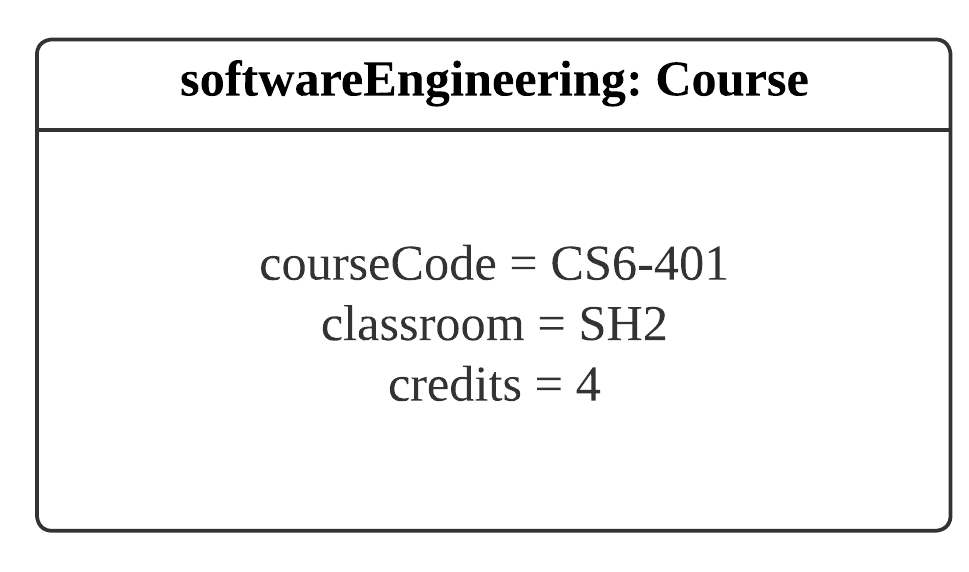 softwareEngineering: Course
courseCode = CS6-401
classroom = SH2
credits = 4